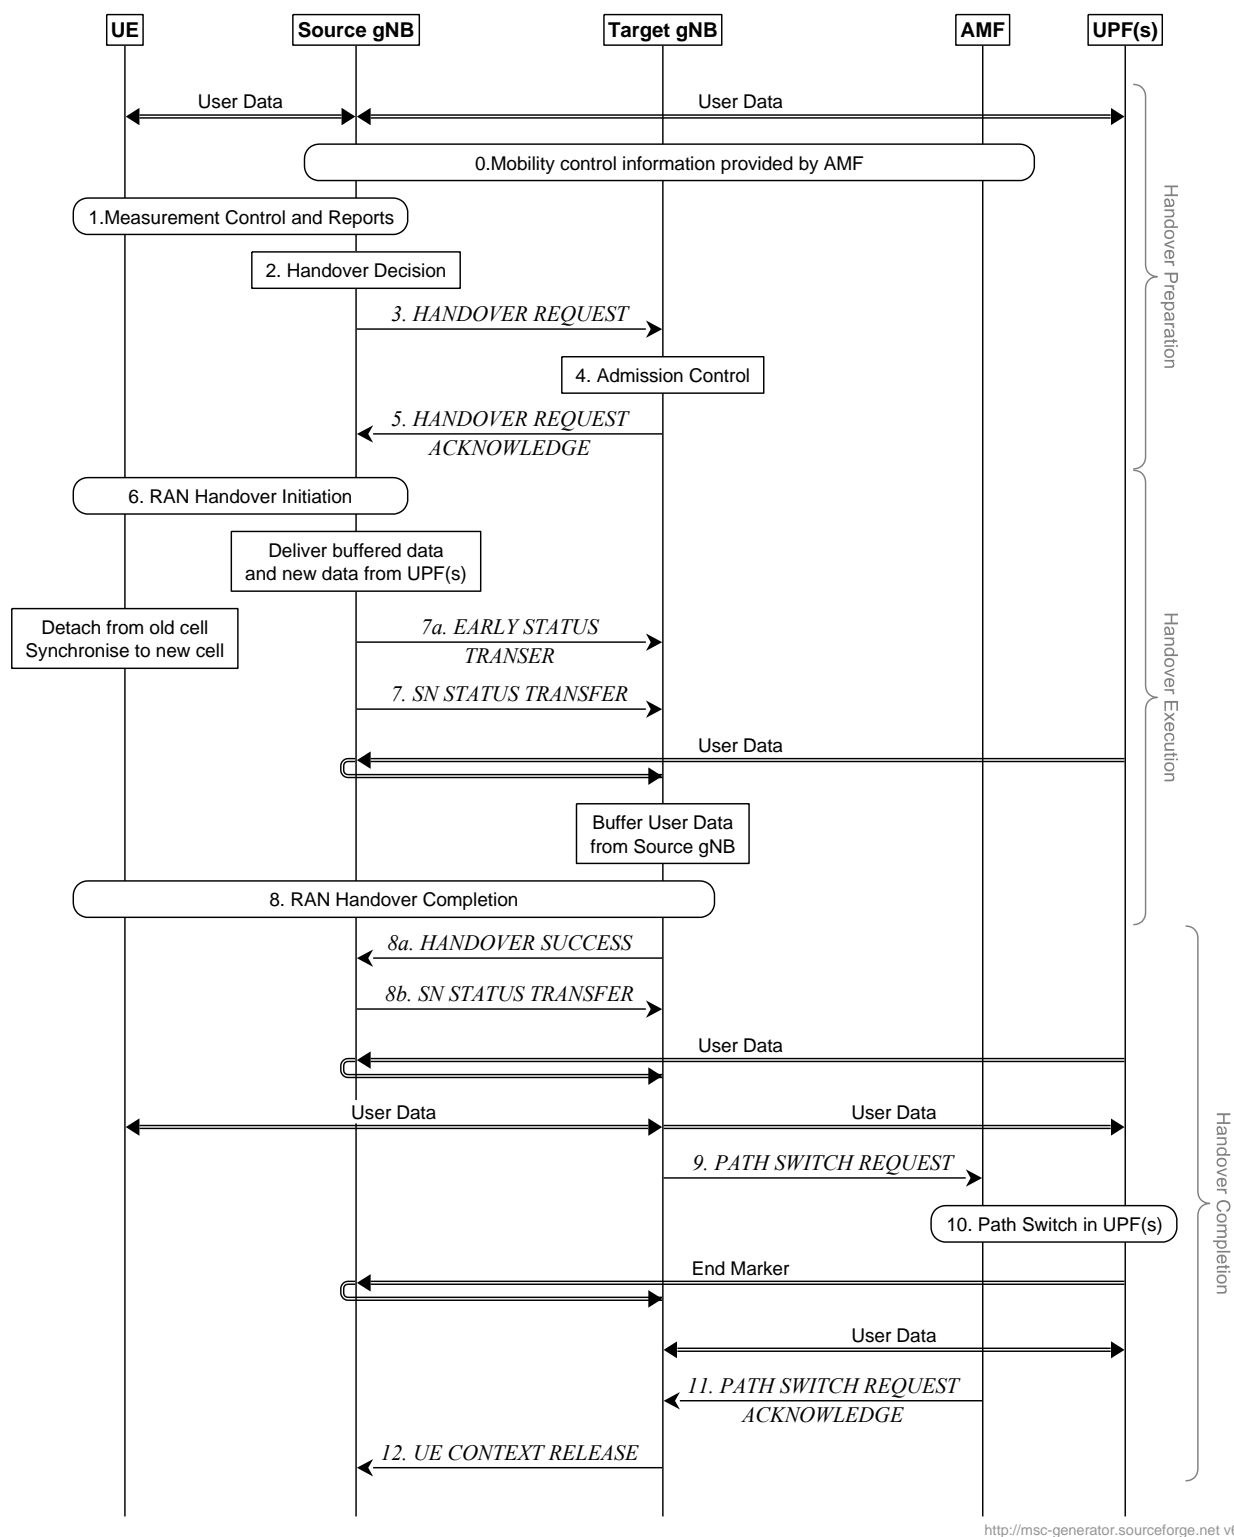 UE
Source gNB
Target gNB
AMF
UPF(s)
User Data
User Data
0.Mobility control information provided by AMF
1.Measurement Control and Reports
2. Handover Decision
3. HANDOVER REQUEST
4. Admission Control
5. HANDOVER REQUEST
ACKNOWLEDGE
Handover Preparation
6. RAN Handover Initiation
Deliver buffered data
and new data from UPF(s)
Detach from old cell
Synchronise to new cell
7a. EARLY STATUS
TRANSER
7. SN STATUS TRANSFER
User Data
Buffer User Data
from Source gNB
8. RAN Handover Completion
Handover Execution
8a. HANDOVER SUCCESS
8b. SN STATUS TRANSFER
User Data
User Data
User Data
9. PATH SWITCH REQUEST
10. Path Switch in UPF(s)
End Marker
User Data
11. PATH SWITCH REQUEST
ACKNOWLEDGE
12. UE CONTEXT RELEASE
Handover Completion
http://msc-generator.sourceforge.net v6